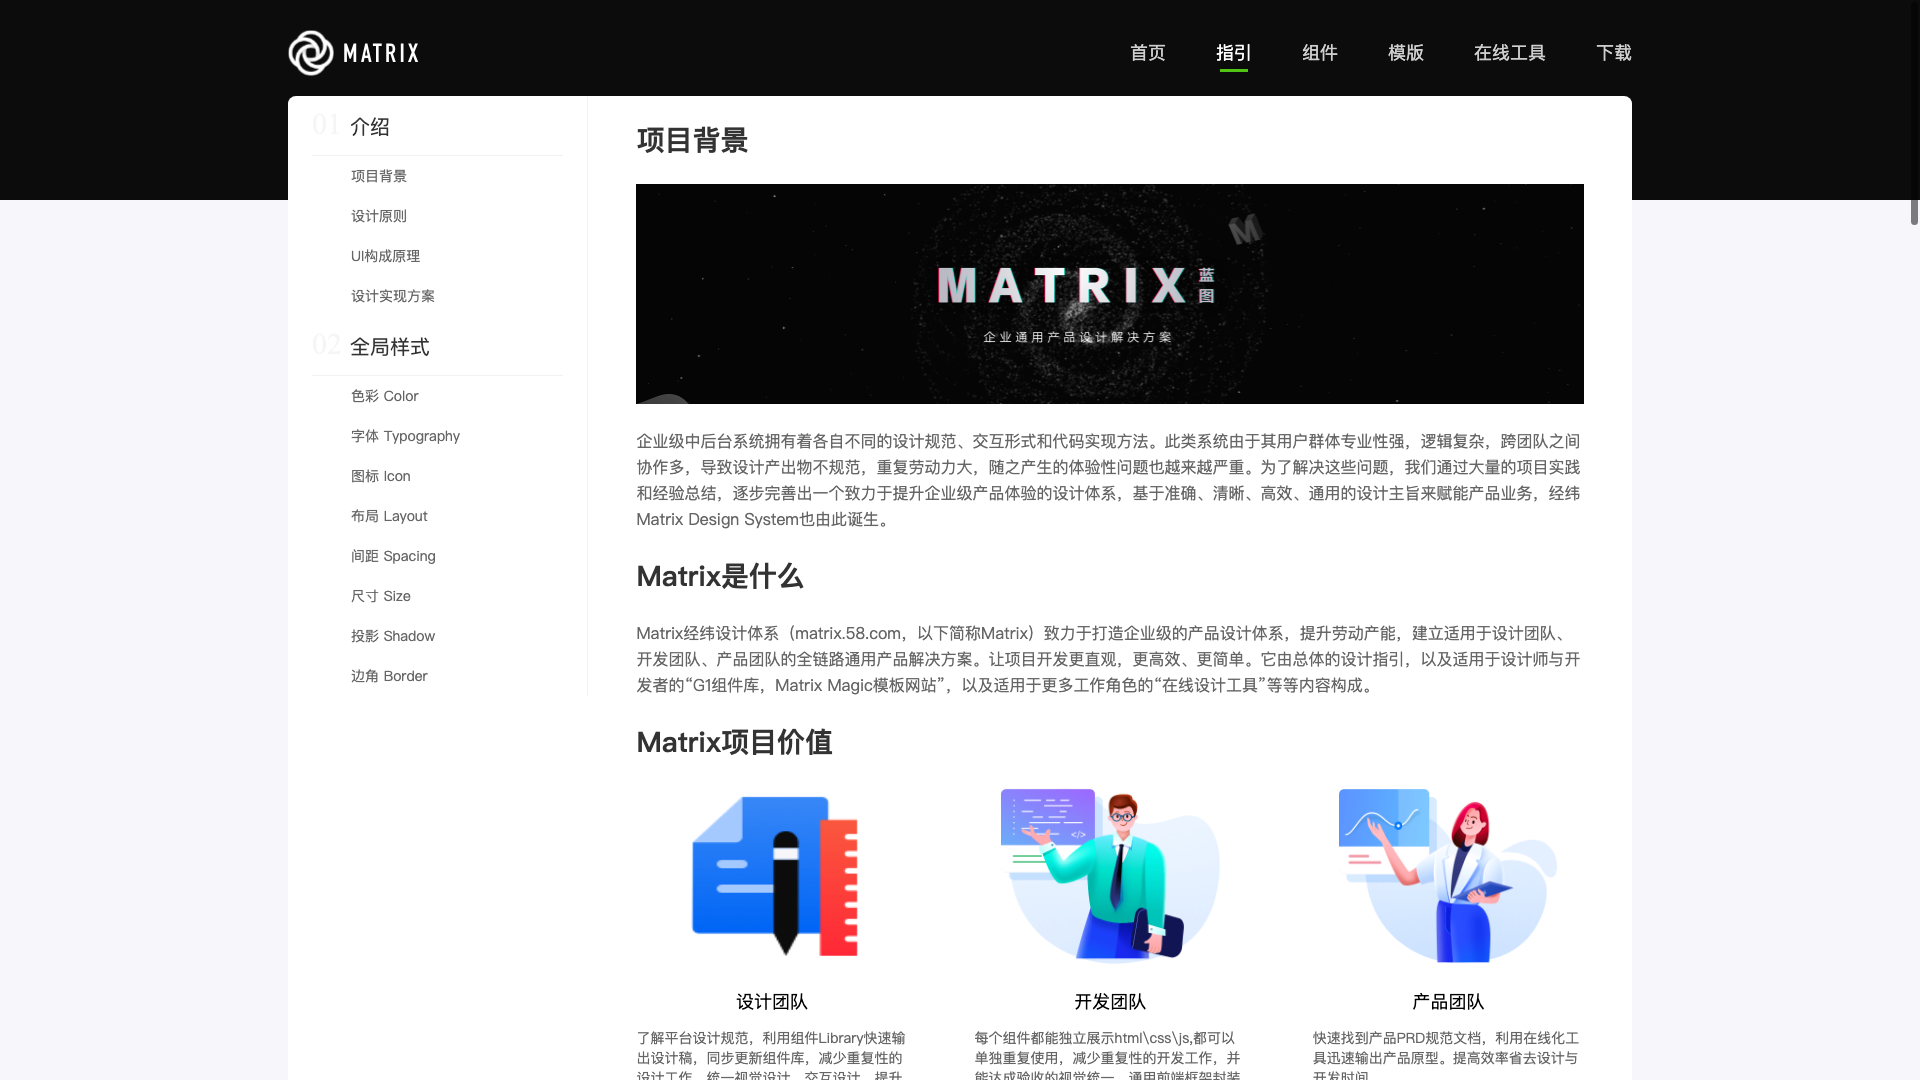 MATRIX
首页
指引
组件
模版
在线工具
下载
01 介绍
项目背景
设计原则
UI构成原理
设计实现方案
02 全局样式
色彩 Color
字体 Typography
图标 Icon
布局 Layout
间距 Spacing
尺寸 Size
投影 Shadow
边角 Border
项目背景
M
MATRIX 蓝图
企业通用产品设计解决方案
企业级中后台系统拥有着各自不同的设计规范、交互形式和代码实现方法。此类系统由于其用户群体专业性强，逻辑复杂，跨团队之间
协作多，导致设计产出物不规范，重复劳动力大，随之产生的体验性问题也越来越严重。为了解决这些问题，我们通过大量的项目实践
和经验总结，逐步完善出一个致力于提升企业级产品体验的设计体系，基于准确、清晰、高效、通用的设计主旨来赋能产品业务，经纬
Matrix Design System也由此诞生。
Matrix是什么
Matrix经纬设计体系（matrix.58.com，以下简称Matrix）致力于打造企业级的产品设计体系，提升劳动产能，建立适用于设计团队、
开发团队、产品团队的全链路通用产品解决方案。让项目开发更直观，更高效、更简单。它由总体的设计指引，以及适用于设计师与开
发者的“G1组件库，Matrix Magic模板网站”，以及适用于更多工作角色的“在线设计工具”等等内容构成。
Matrix项目价值
</>
设计团队
了解平台设计规范，利用组件Library快速输
出设计稿，同步更新组件库，减少重复性的
设计工作，统一视觉设计、交互设计，提升
开发团队
每个组件都能独立展示html\css\js,都可以
单独重复使用，减少重复性的开发工作，并
能达成验收的视觉统一，通用前端框架封装
产品团队
快速找到产品PRD规范文档，利用在线化工
具迅速输出产品原型。提高效率省去设计与
开发时间